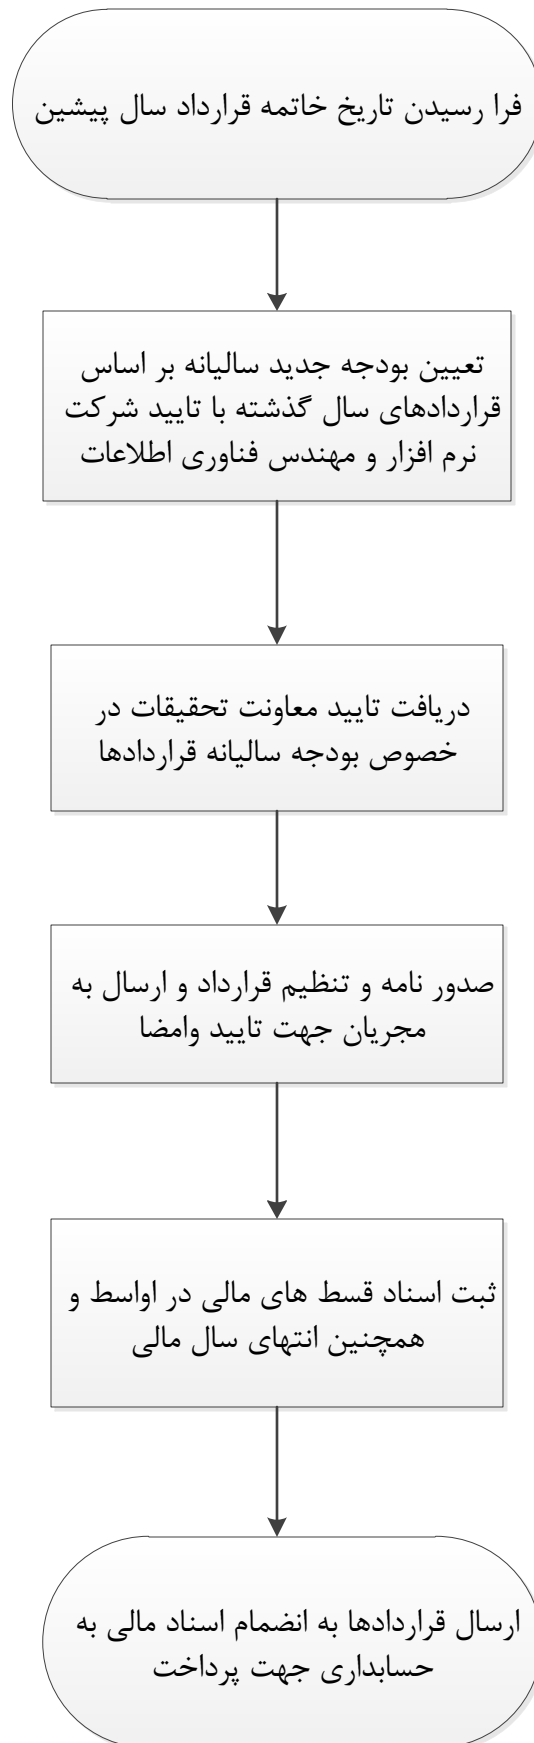 فرا رسیدن تاریخ خاتمه قرارداد سال پیشین
تعیین بودجه جدید سالیانه بر اساس
قراردادهای سال گذشته با تایید شرکت
نرم افزار و مهندس فناوری اطلاعات
دریافت تایید معاونت تحقیقات در
خصوص بودجه سالیانه قراردادها
صدور نامه و تنظیم قرارداد و ارسال به
مجریان جهت تایید وامضا
ثبت اسناد قسط های مالی در اواسط و
همچنین انتهای سال مالی
ارسال قراردادها به انضمام اسناد مالی به
حسابداری جهت پرداخت